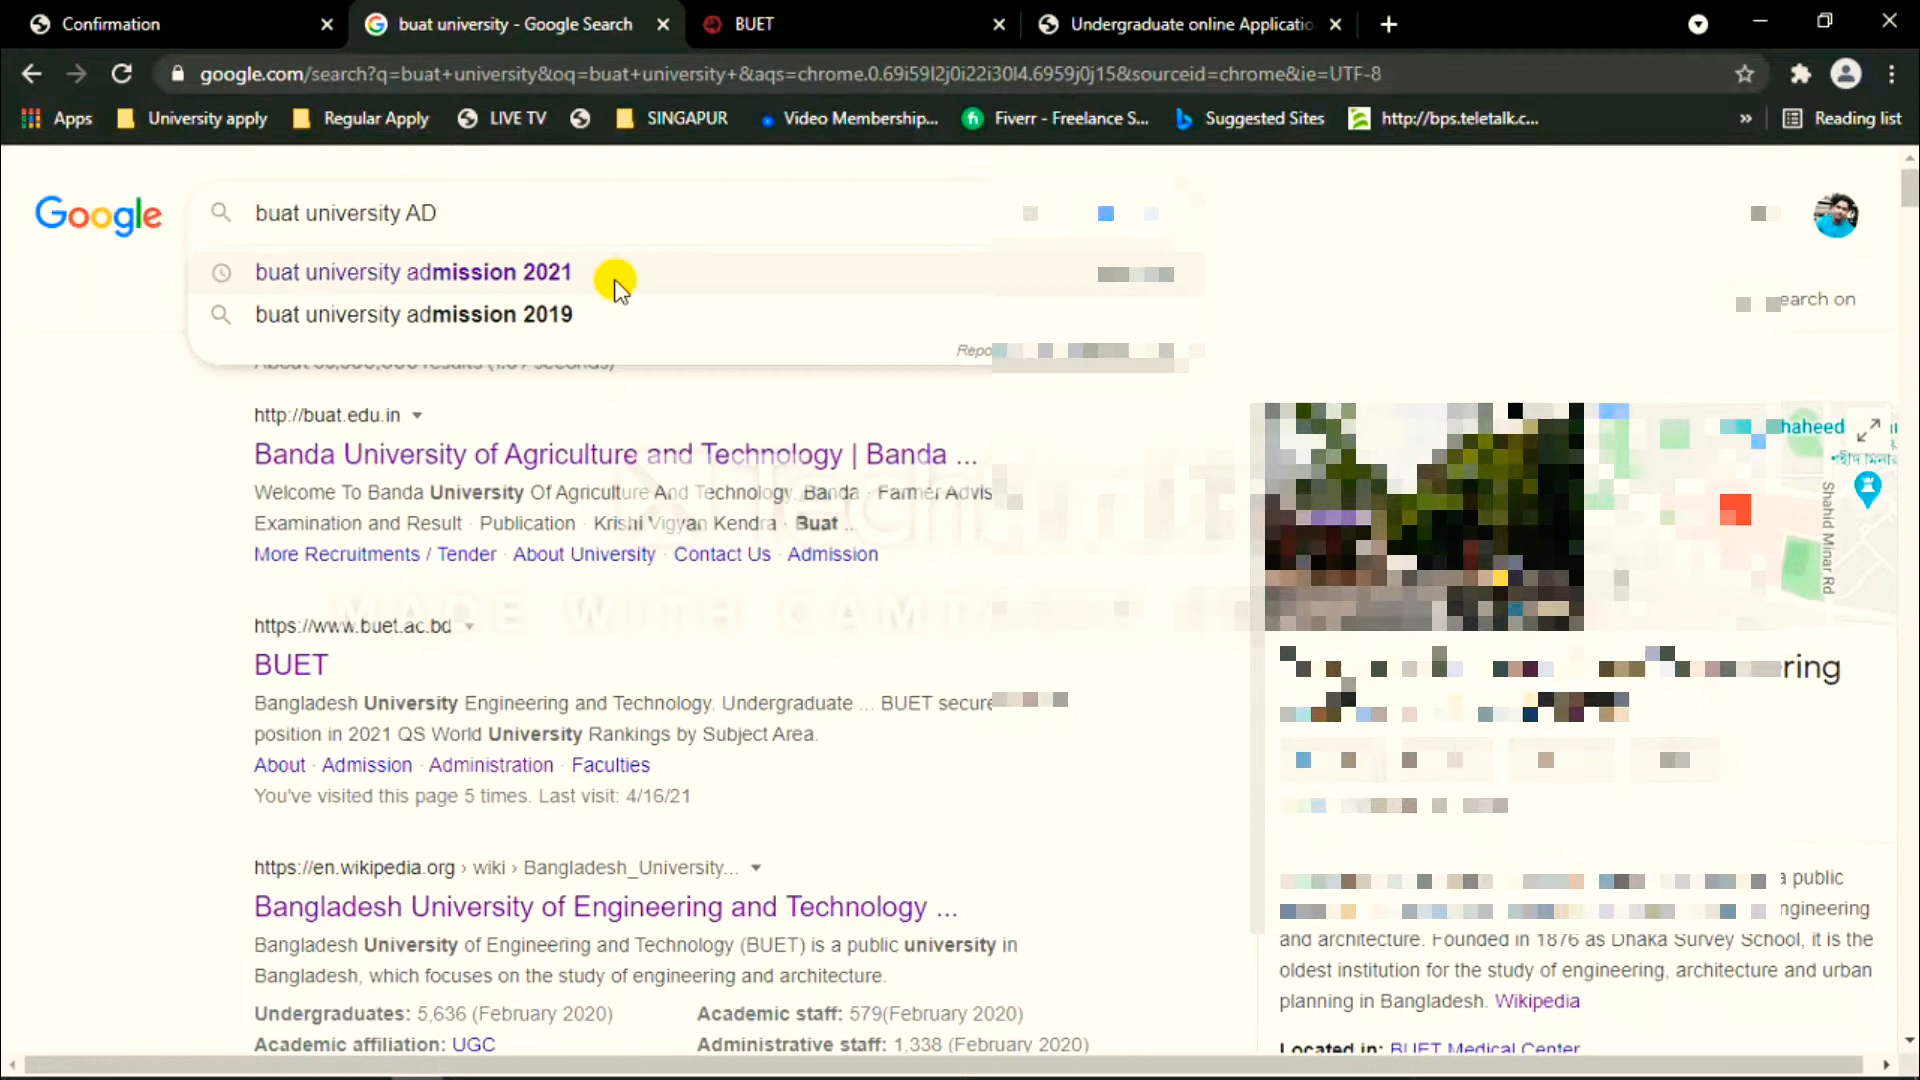 Confirmation
buat university - Google Search
BUET
Undergraduate online Applicatio
google.com/search?q=buat+university&oq=buat+university+&aqs=chrome.0.69i59l2j0i22i30l4.6959j0j15&sourceid=chrome&ie=UTF-8
Apps
University apply
Regular Apply
LIVE TV
SINGAPUR
Video Membership...
Fiverr - Freelance S...
Suggested Sites
http://bps.teletalk.c...
»
Reading list
Google
buat university AD
buat university admission 2021
buat university admission 2019
earch on
http://buat.edu.in
Banda University of Agriculture and Technology | Banda ...
Welcome To Banda University Of Agriculture And Technology, Banda · Farmer Advis
Examination and Result · Publication · Krishi Vigyan Kendra · Buat ...
More Recruitments / Tender · About University · Contact Us · Admission
haheed
Shahid Minar Rd
MADE WITH
https://www.buet.ac.bd
BUET
Bangladesh University Engineering and Technology. Undergraduate ... BUET secure
position in 2021 QS World University Rankings by Subject Area.
About · Admission · Administration · Faculties
You've visited this page 5 times. Last visit: 4/16/21
ring
https://en.wikipedia.org › wiki › Bangladesh_University...
Bangladesh University of Engineering and Technology ...
Bangladesh University of Engineering and Technology (BUET) is a public university in
Bangladesh, which focuses on the study of engineering and architecture.
Undergraduates: 5,636 (February 2020)
Academic staff: 579(February 2020)
Academic affiliation: UGC
Administrative staff: 1,338 (February 2020)
a public
ngineering
and architecture. Founded in 1876 as Dhaka Survey School, it is the
oldest institution for the study of engineering, architecture and urban
planning in Bangladesh. Wikipedia
Located in: BUET Medical Center